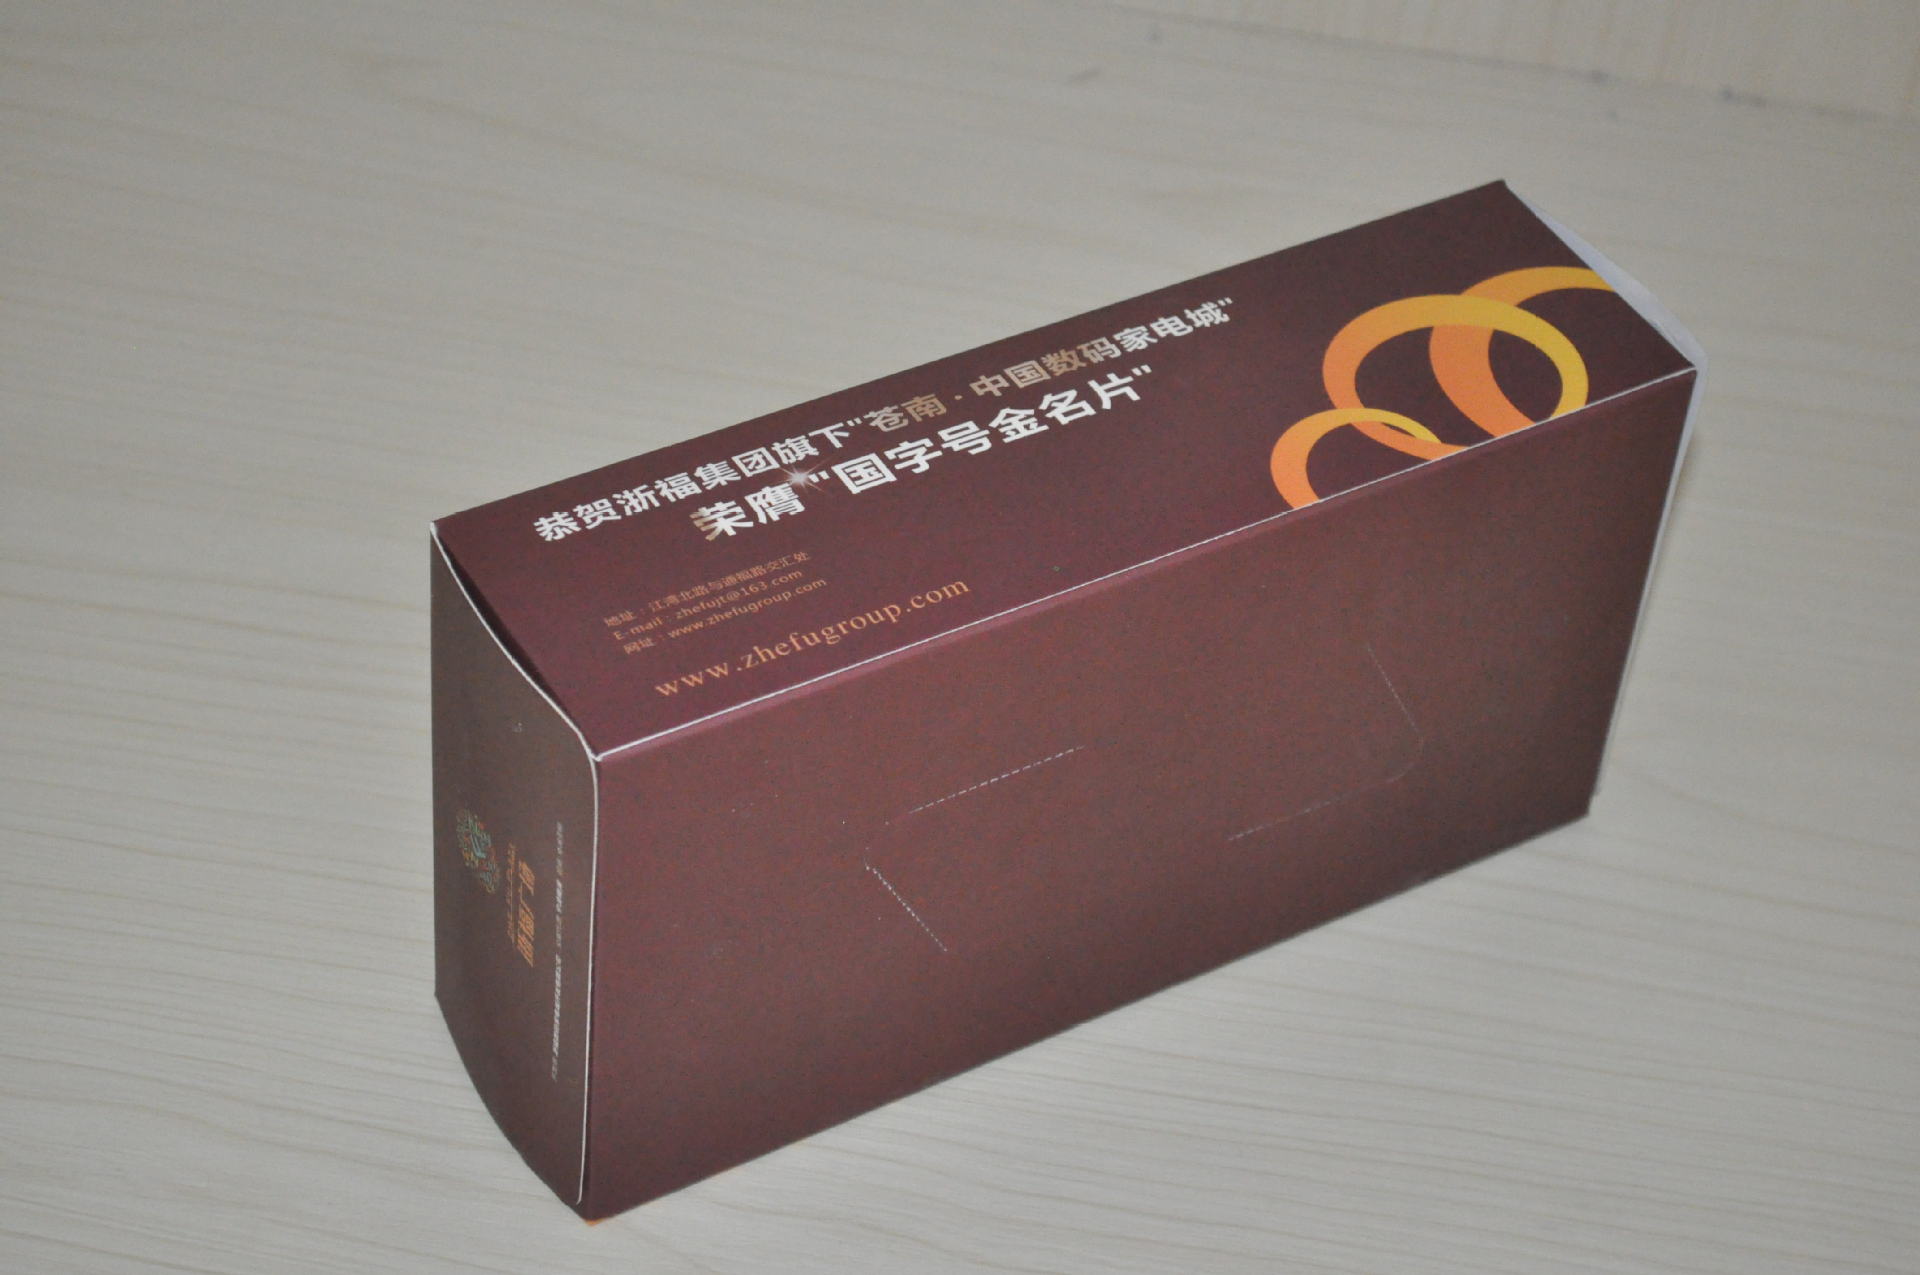 恭贺浙福集团旗下"苍南·中国数码家电城"
荣膺"国字号金名片"
地址：江湾北路与通福路交汇处
E-mail：zhefujt@163.com
网址：www.zhefugroup.com
www.zhefugroup.com